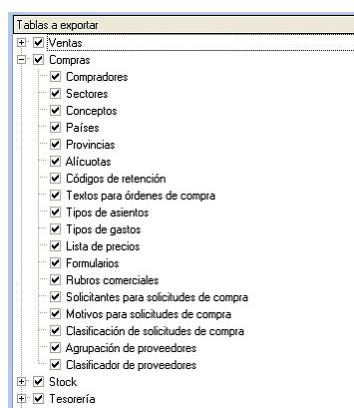 Tablas a exportar
Ventas
Compras
Compradores
Sectores
Conceptos
Países
Provincias
Alícuotas
Códigos de retención
Textos para órdenes de compra
Tipos de asientos
Tipos de gastos
Lista de precios
Formularios
Rubros comerciales
Solicitantes para solicitudes de compra
Motivos para solicitudes de compra
Clasificación de solicitudes de compra
Agrupación de proveedores
Clasificador de proveedores
Stock
Tesorería